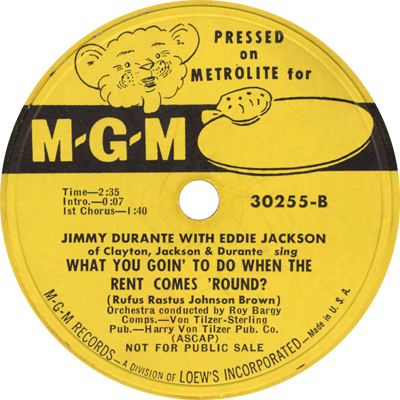 PRESSED
on
METROLITE for
M-G-M
Time—2:35
Intro.—0:07
1st Chorus—1:40
30255-B
JIMMY DURANTE WITH EDDIE JACKSON
of Clayton, Jackson & Durante sing
WHAT YOU GOIN' TO DO WHEN THE
RENT COMES 'ROUND?
(Rufus Rastus Johnson Brown)
Orchestra conducted by Roy Bargy
Comps.—Von Tilzer-Sterling
Pub.—Harry Von Tilzer Pub. Co.
(ASCAP)
NOT FOR PUBLIC SALE
M-G-M RECORDS—A DIVISION OF LOEW'S INCORPORATED—Made in U. S. A.